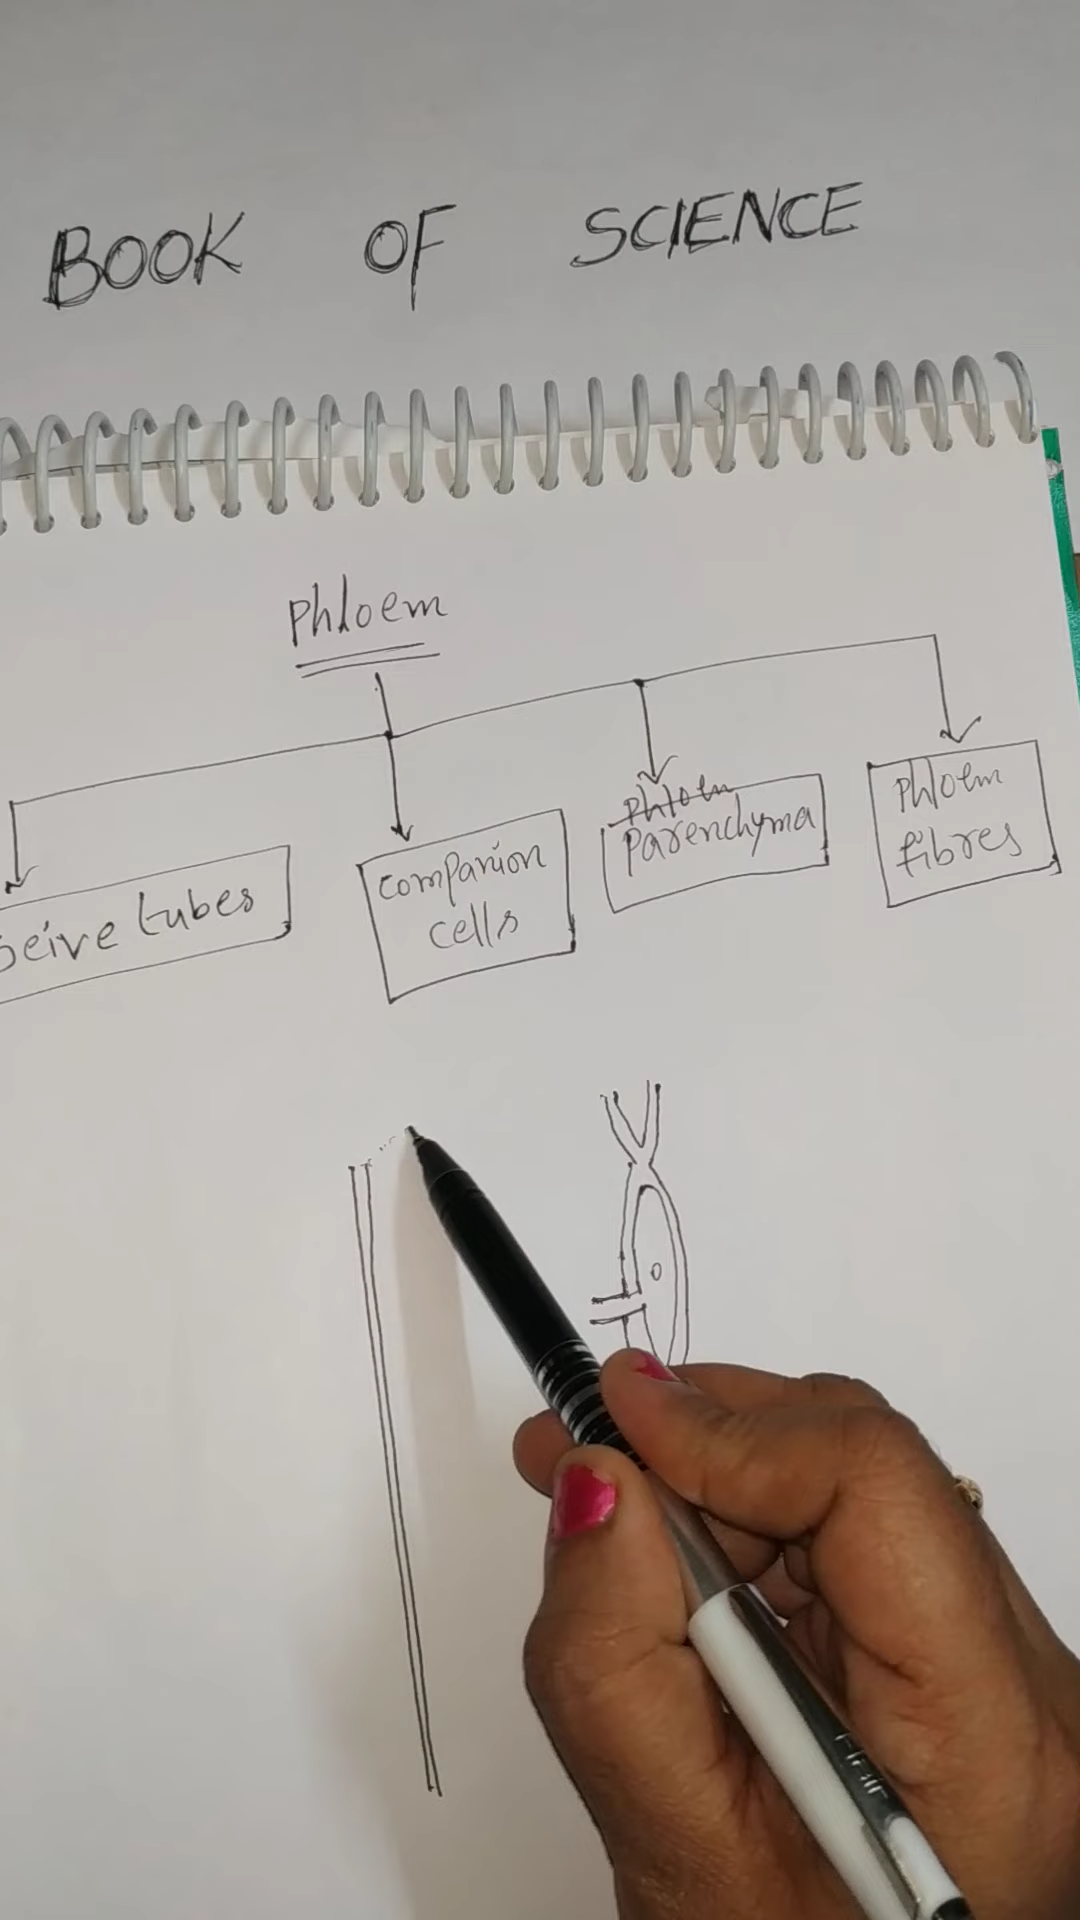 BOOK OF SCIENCE
Phloem
Seive tubes
companion
cells
Phloem
Parenchyma
Phloem
fibres